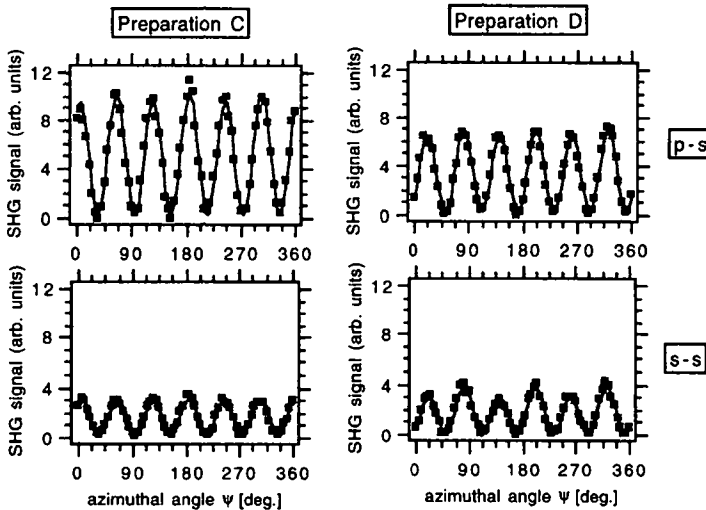 Preparation C
Preparation D
SHG signal (arb. units)
12
8
4
0
0 90 180 270 360
SHG signal (arb. units)
12
8
4
0
0 90 180 270 360
p-s
SHG signal (arb. units)
12
8
4
0
0 90 180 270 360
azimuthal angle Ψ [deg.]
SHG signal (arb. units)
12
8
4
0
0 90 180 270 360
azimuthal angle Ψ [deg.]
s-s